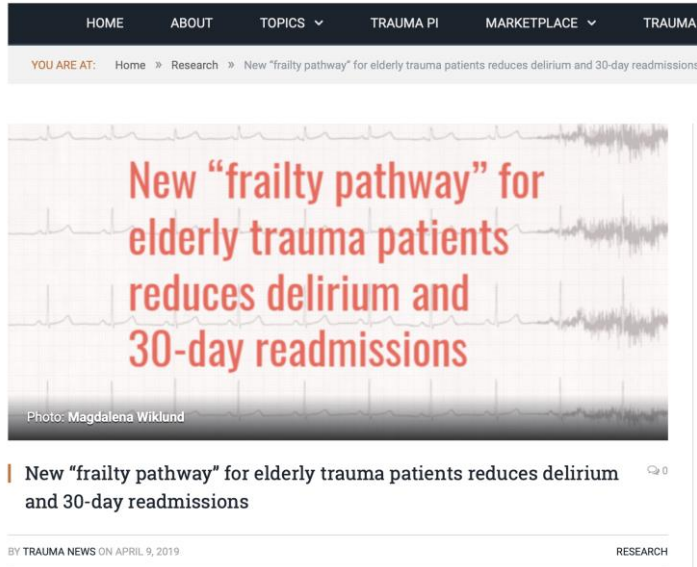 HOME ABOUT TOPICS TRAUMA PI MARKETPLACE TRAUMA
YOU ARE AT: Home » Research » New "frailty pathway" for elderly trauma patients reduces delirium and 30-day readmissions
New “frailty pathway” for
elderly trauma patients
reduces delirium and
30-day readmissions
Photo: Magdalena Wiklund
New “frailty pathway” for elderly trauma patients reduces delirium
and 30-day readmissions
0
BY TRAUMA NEWS ON APRIL 9, 2019
RESEARCH